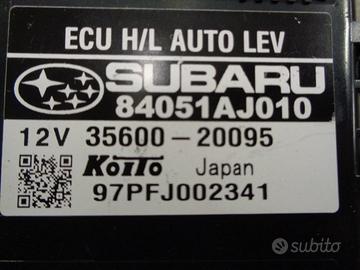 ECU H/L AUTO LEV
SUBARU
84051AJ010
12V 35600-20095
KOITO Japan
97PFJ002341
subito